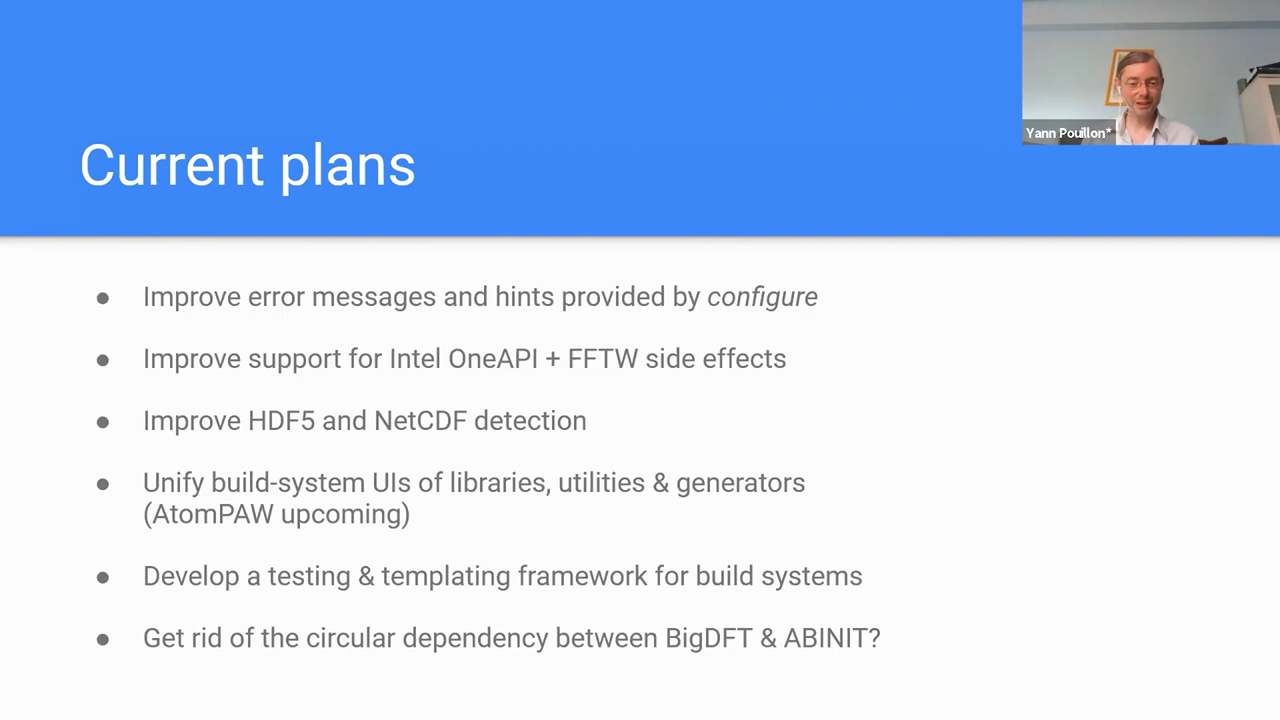 Yann Pouillon*
Current plans
● Improve error messages and hints provided by configure
● Improve support for Intel OneAPI + FFTW side effects
● Improve HDF5 and NetCDF detection
● Unify build-system UIs of libraries, utilities & generators
(AtomPAW upcoming)
● Develop a testing & templating framework for build systems
● Get rid of the circular dependency between BigDFT & ABINIT?